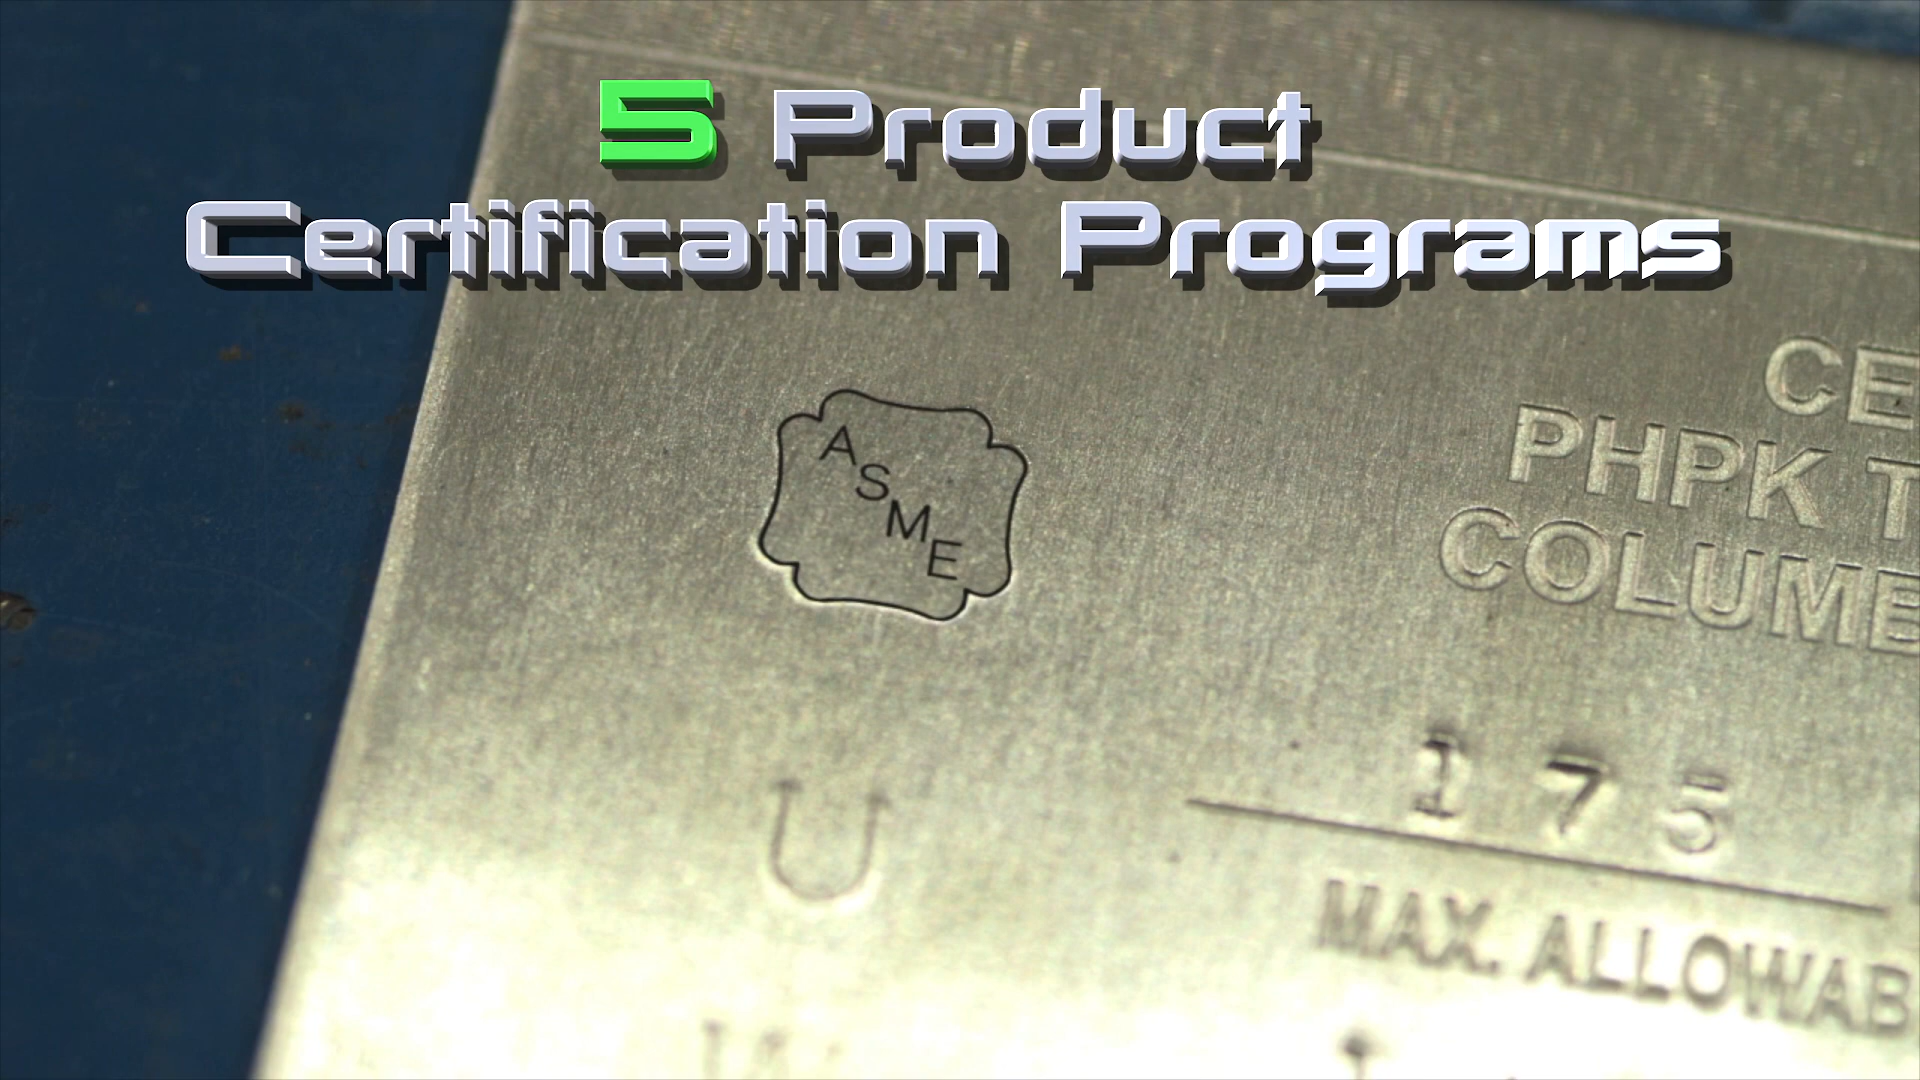 5 Product
Certification Programs
CE
PHPK T
COLUMB
ASME
U
175
MAX. ALLOWAB
W